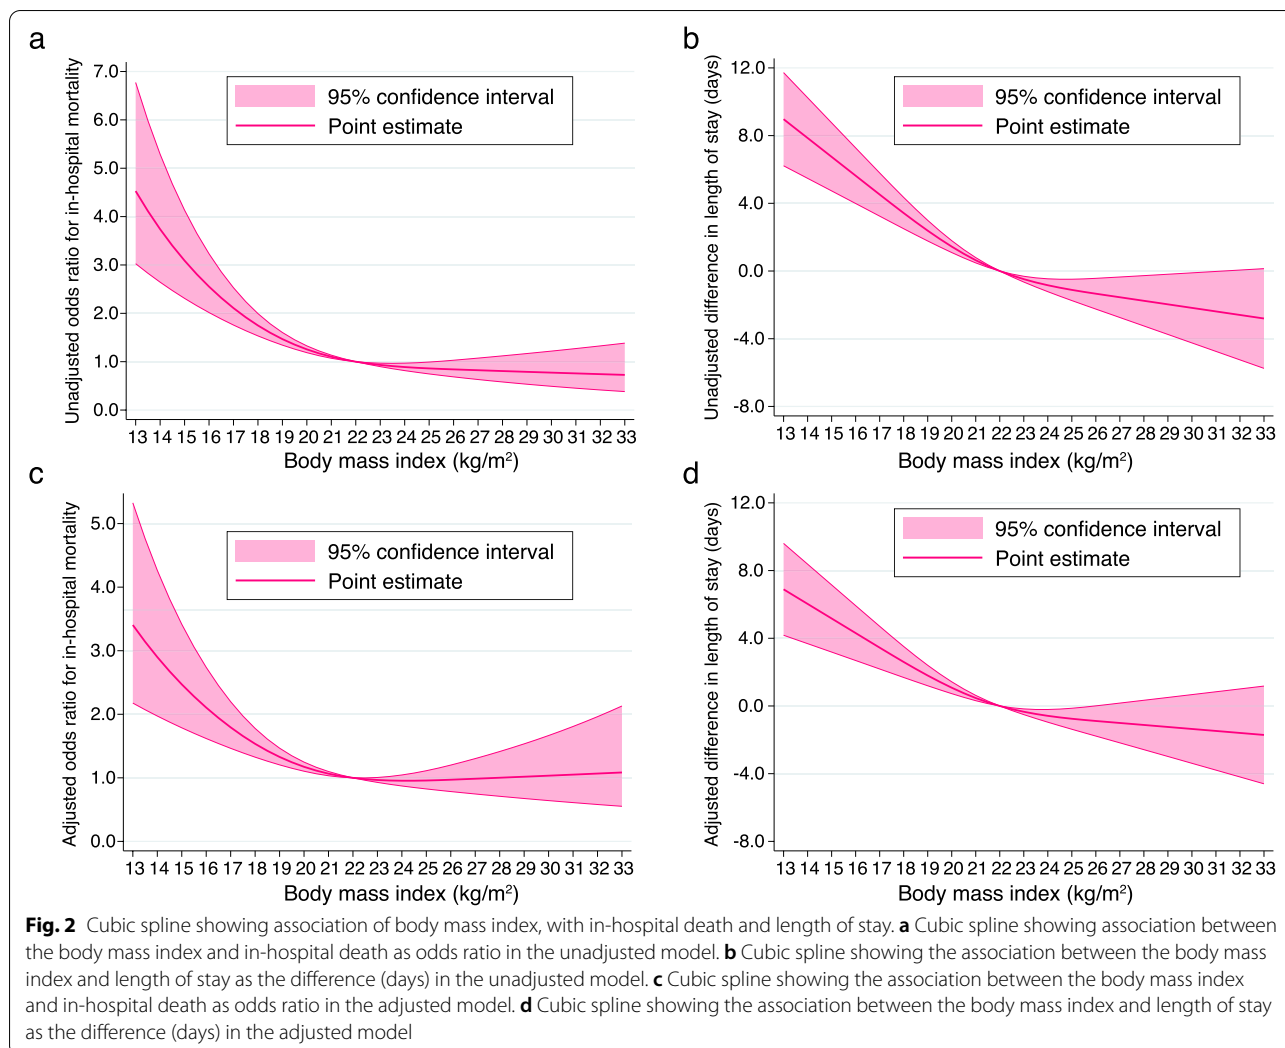 a
Unadjusted odds ratio for in-hospital mortality
7.0
6.0
5.0
4.0
3.0
2.0
1.0
0.0
95% confidence interval
Point estimate
13 14 15 16 17 18 19 20 21 22 23 24 25 26 27 28 29 30 31 32 33
Body mass index (kg/m²)
b
Unadjusted difference in length of stay (days)
12.0
8.0
4.0
0.0
-4.0
-8.0
95% confidence interval
Point estimate
13 14 15 16 17 18 19 20 21 22 23 24 25 26 27 28 29 30 31 32 33
Body mass index (kg/m²)
c
Adjusted odds ratio for in-hospital mortality
5.0
4.0
3.0
2.0
1.0
0.0
95% confidence interval
Point estimate
13 14 15 16 17 18 19 20 21 22 23 24 25 26 27 28 29 30 31 32 33
Body mass index (kg/m²)
d
Adjusted difference in length of stay (days)
12.0
8.0
4.0
0.0
-4.0
-8.0
95% confidence interval
Point estimate
13 14 15 16 17 18 19 20 21 22 23 24 25 26 27 28 29 30 31 32 33
Body mass index (kg/m²)
Fig. 2 Cubic spline showing association of body mass index, with in-hospital death and length of stay. a Cubic spline showing association between
the body mass index and in-hospital death as odds ratio in the unadjusted model. b Cubic spline showing the association between the body mass
index and length of stay as the difference (days) in the unadjusted model. c Cubic spline showing the association between the body mass index
and in-hospital death as odds ratio in the adjusted model. d Cubic spline showing the association between the body mass index and length of stay
as the difference (days) in the adjusted model